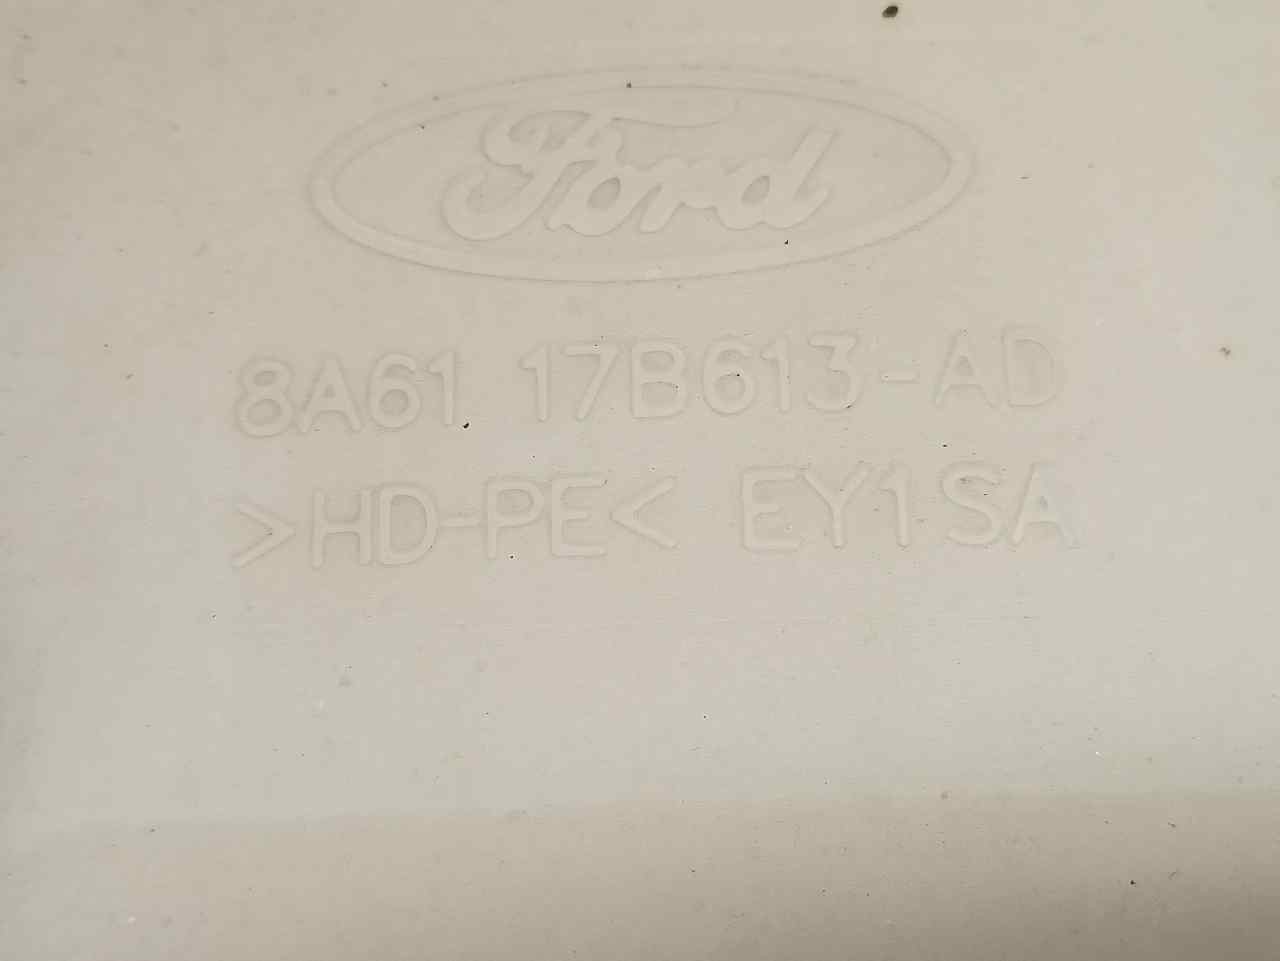 Ford
8A61 17B613-AD
>HD-PE< EY1SA